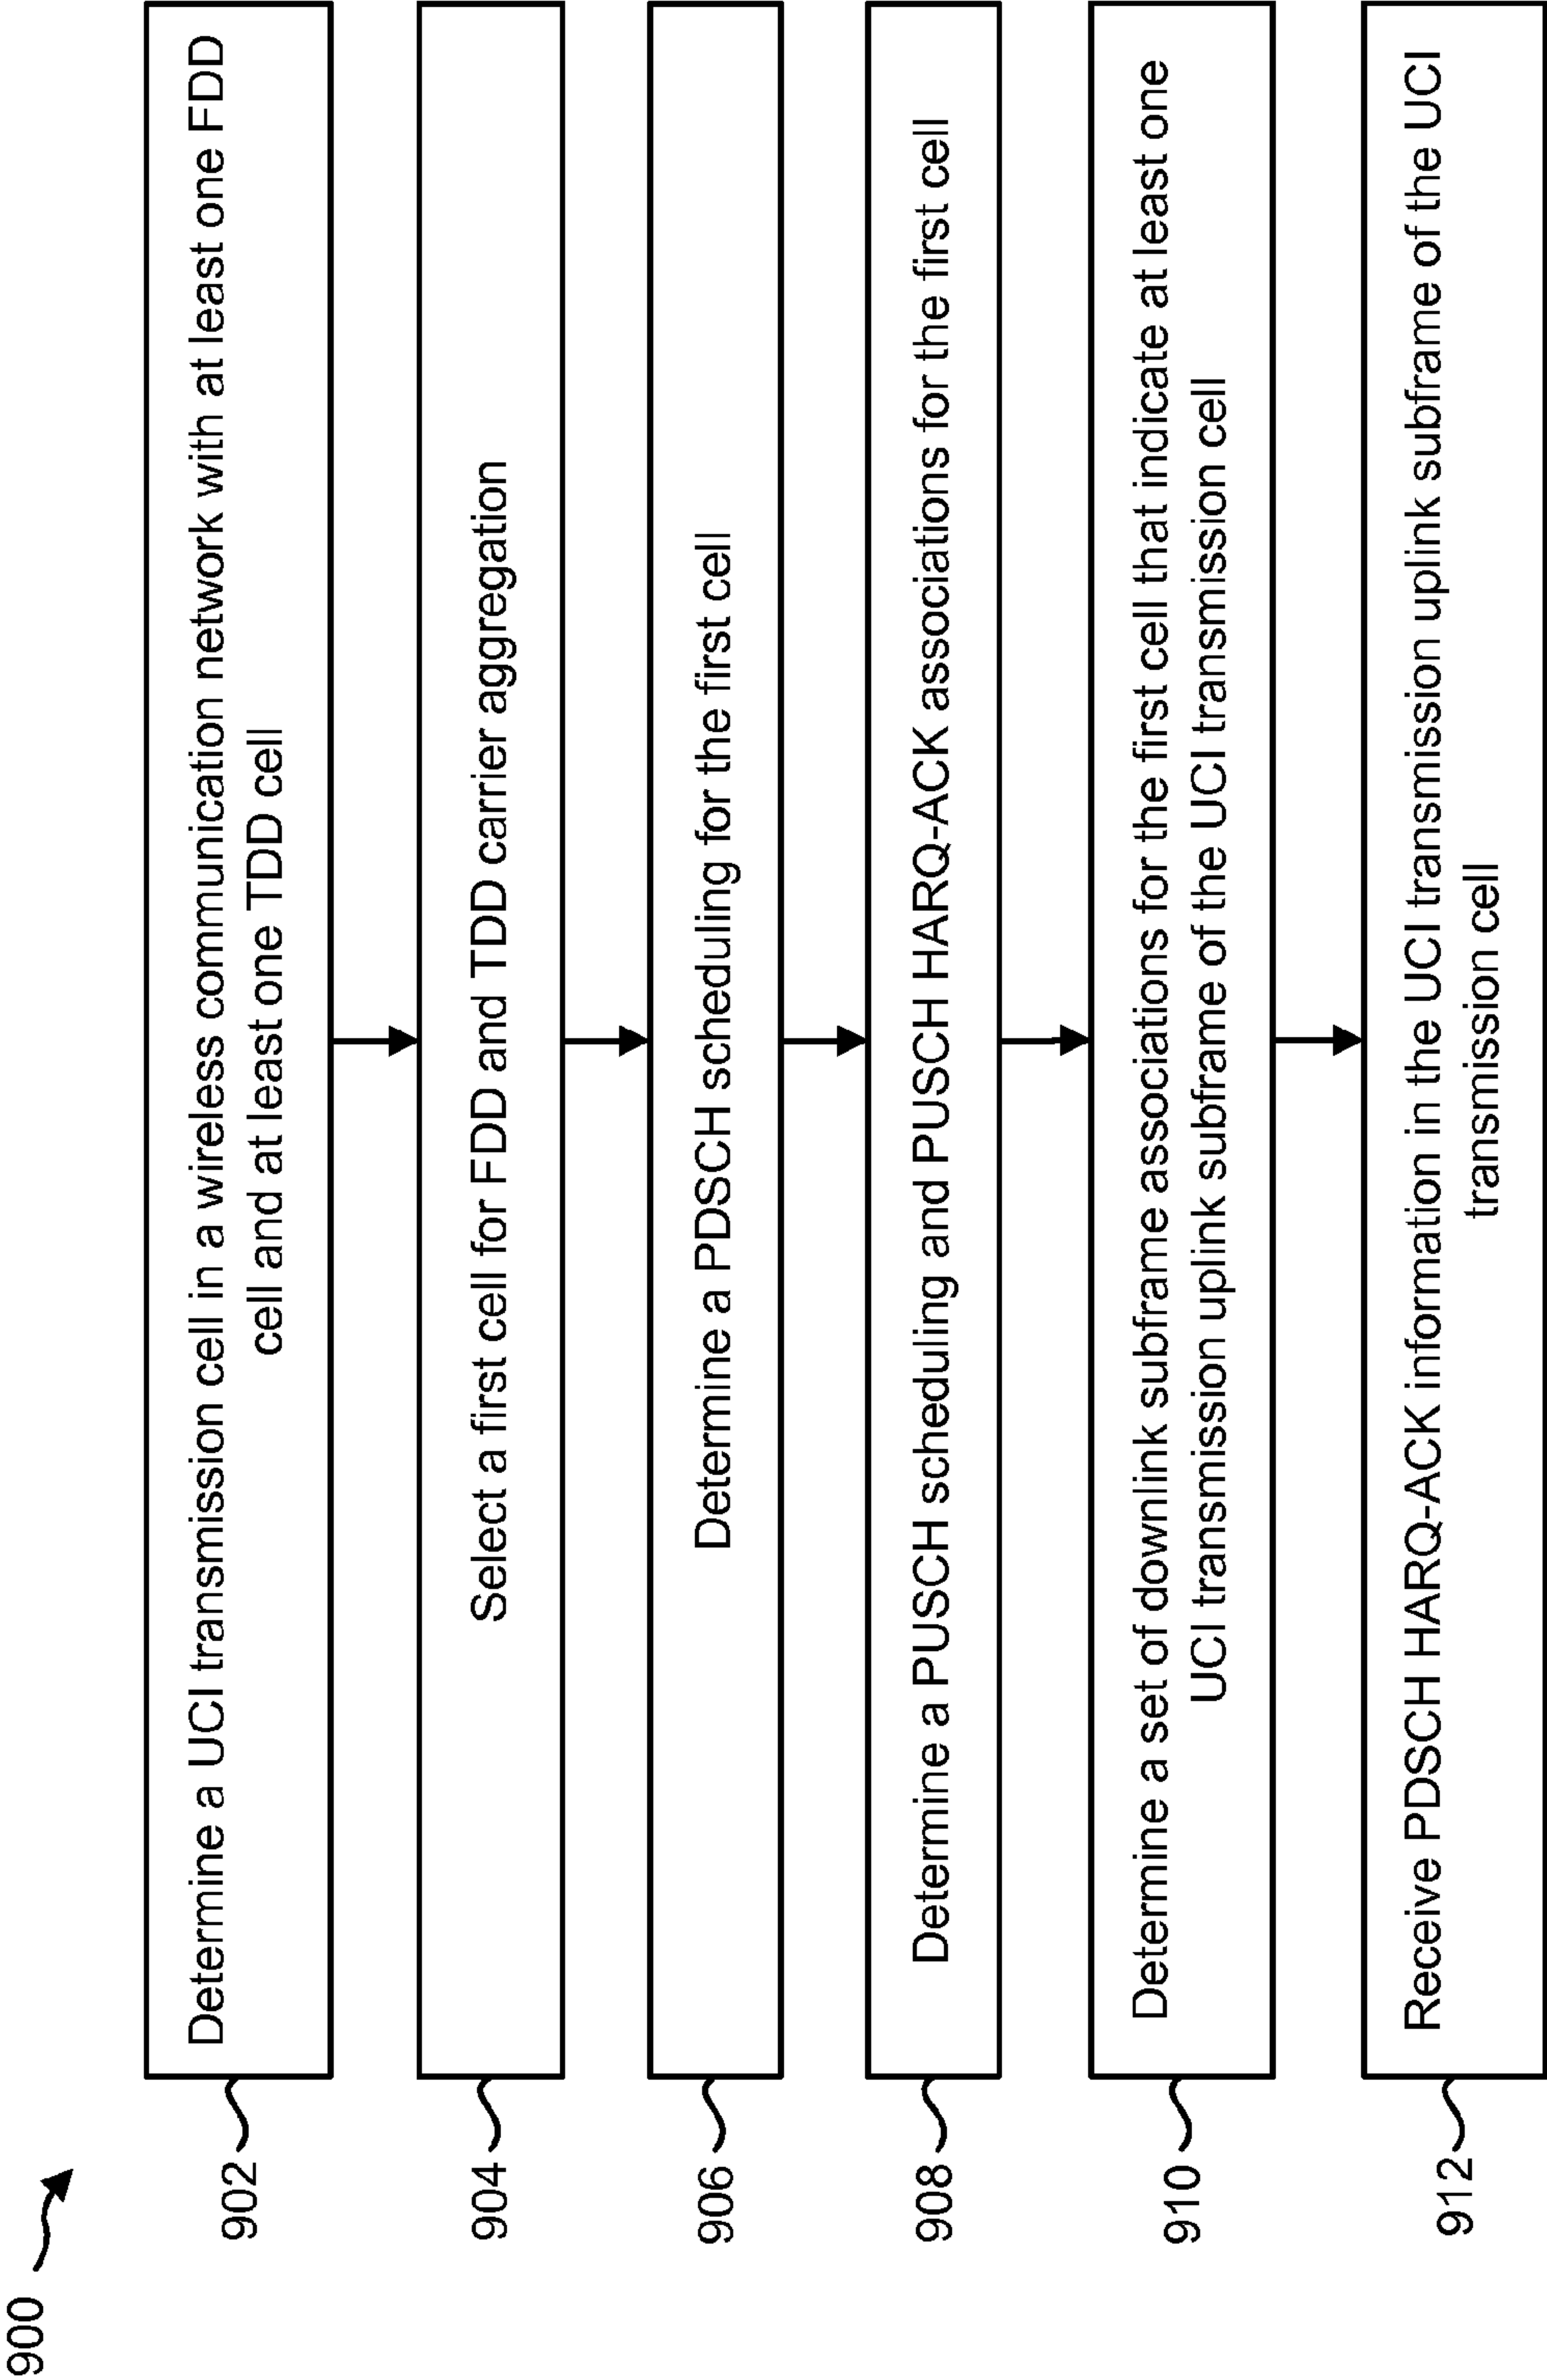 900
902
Determine a UCI transmission cell in a wireless communication network with at least one FDD
cell and at least one TDD cell
904
Select a first cell for FDD and TDD carrier aggregation
906
Determine a PDSCH scheduling for the first cell
908
Determine a PUSCH scheduling and PUSCH HARQ-ACK associations for the first cell
910
Determine a set of downlink subframe associations for the first cell that indicate at least one
UCI transmission uplink subframe of the UCI transmission cell
912
Receive PDSCH HARQ-ACK information in the UCI transmission uplink subframe of the UCI
transmission cell